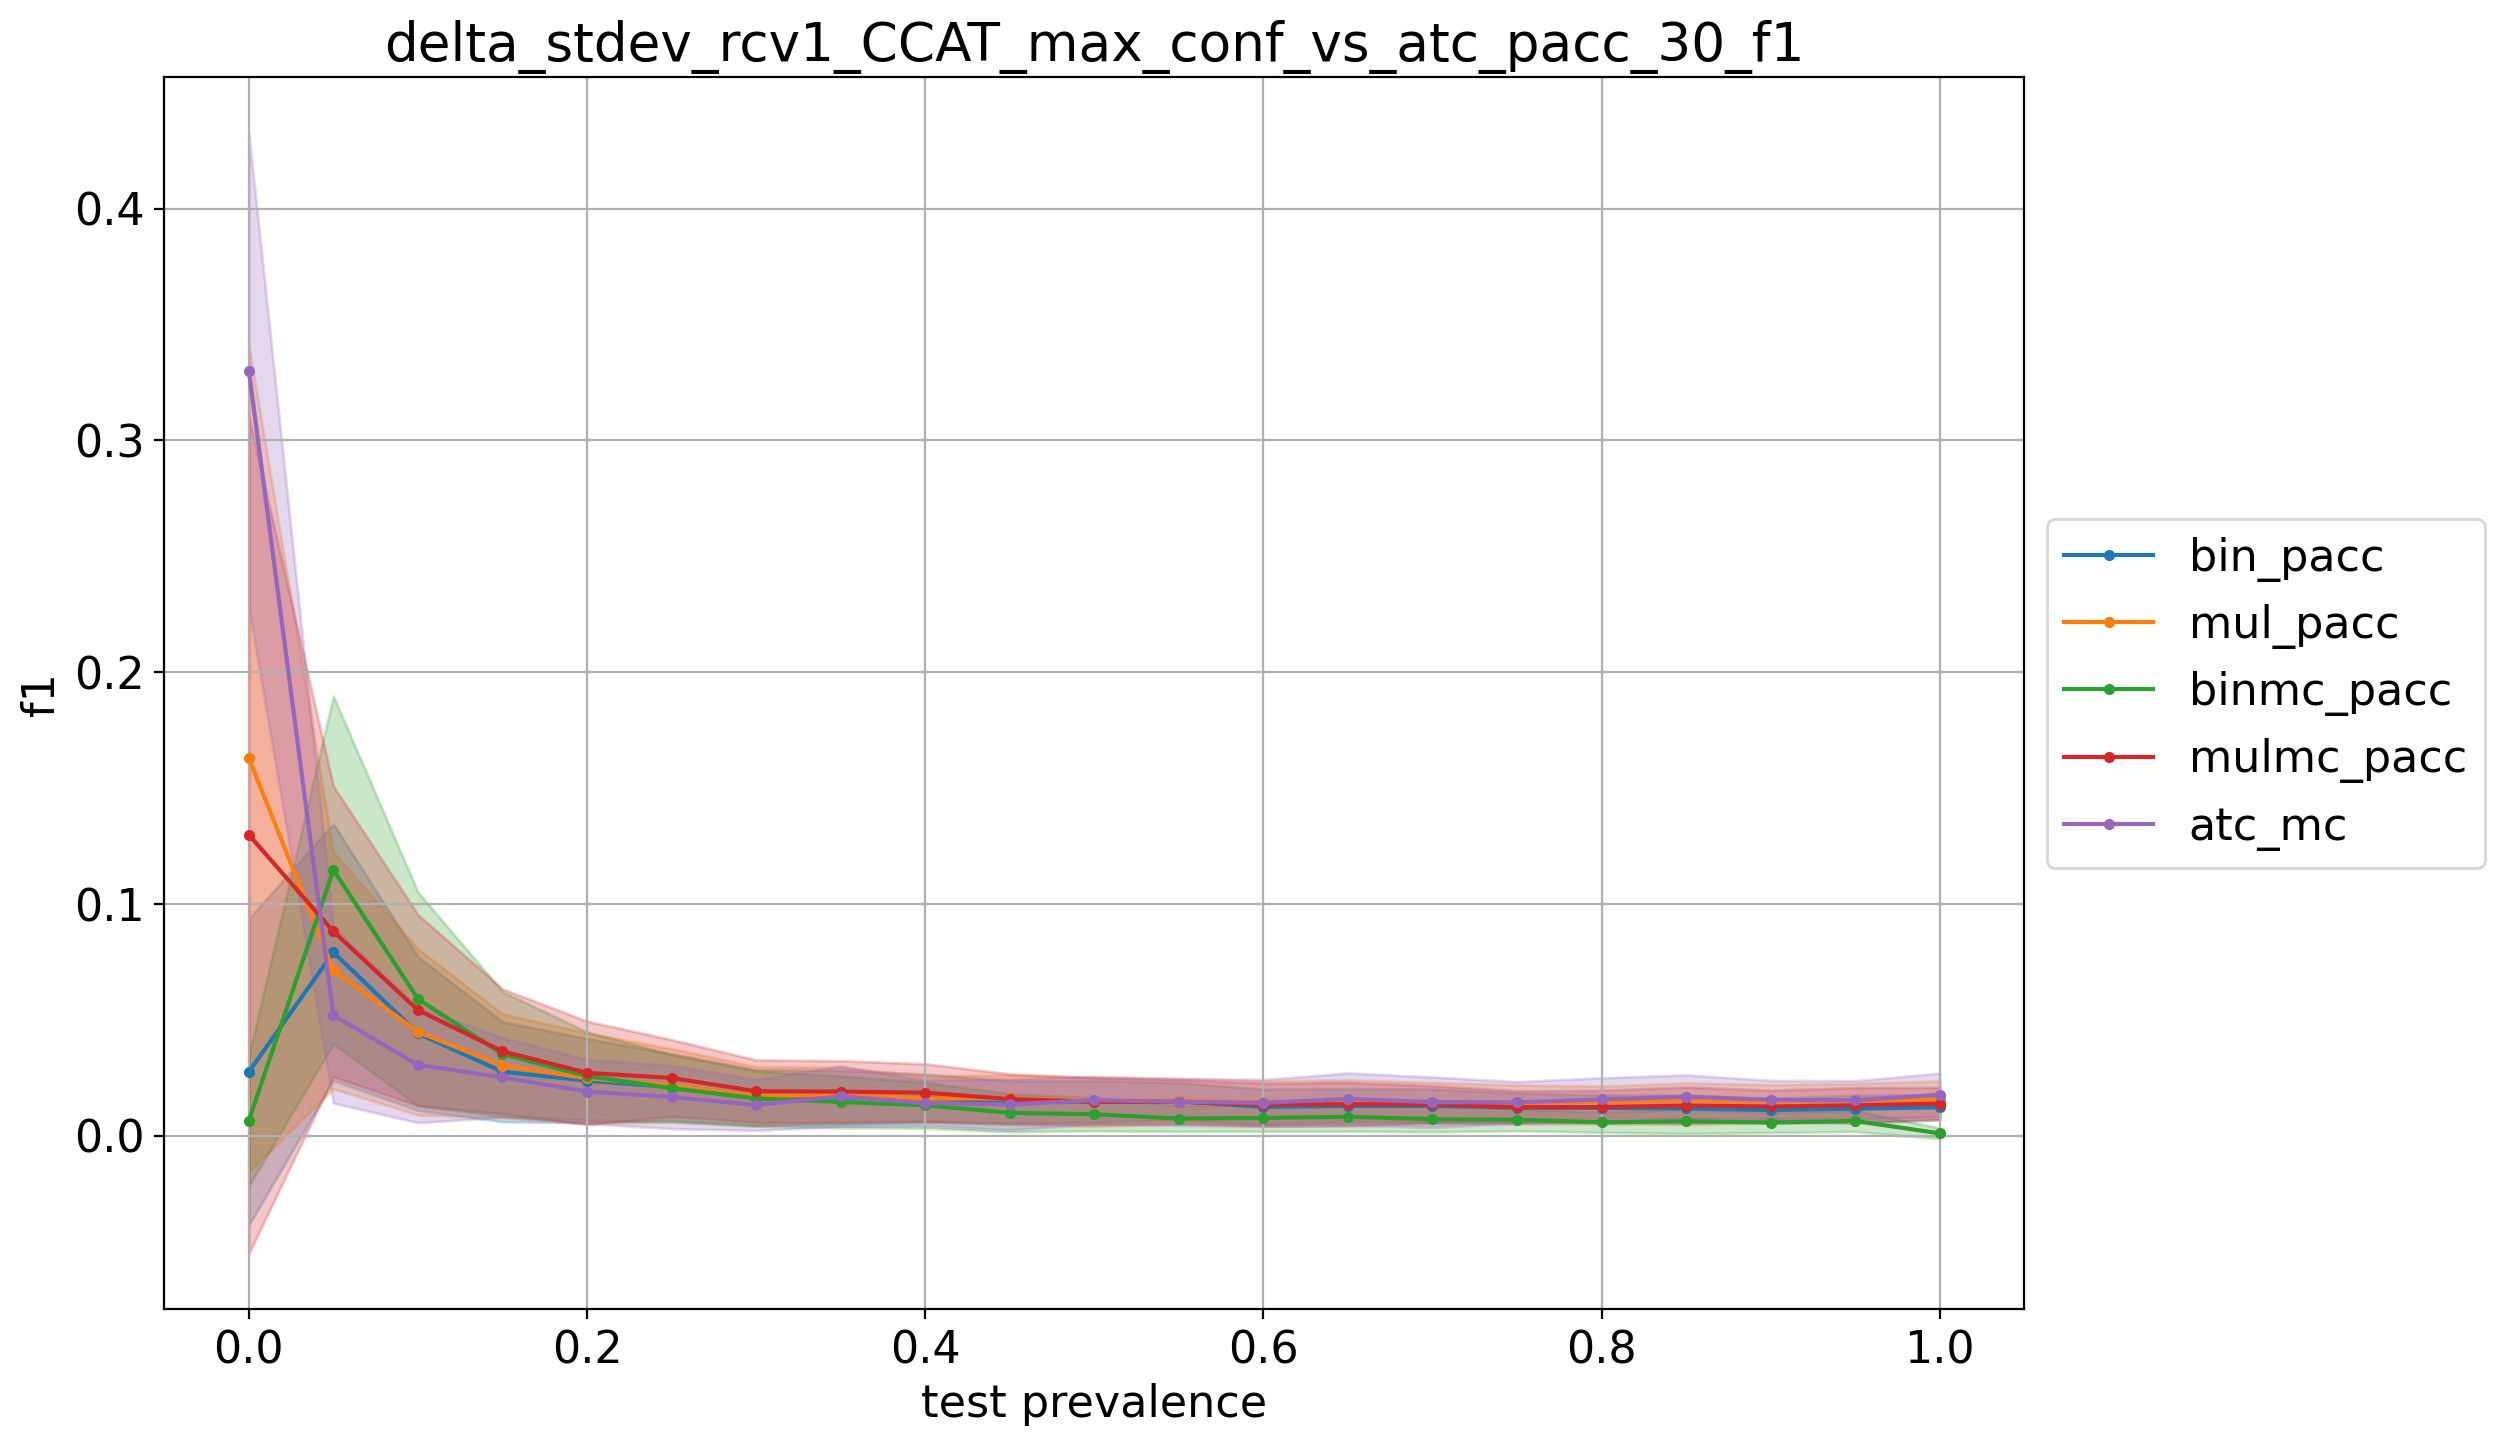 delta_stdev_rcv1_CCAT_max_conf_vs_atc_pacc_30_f1
f1
0.4
0.3
0.2
0.1
0.0
0.0 0.2 0.4 0.6 0.8 1.0
test prevalence
bin_pacc
mul_pacc
binmc_pacc
mulmc_pacc
atc_mc